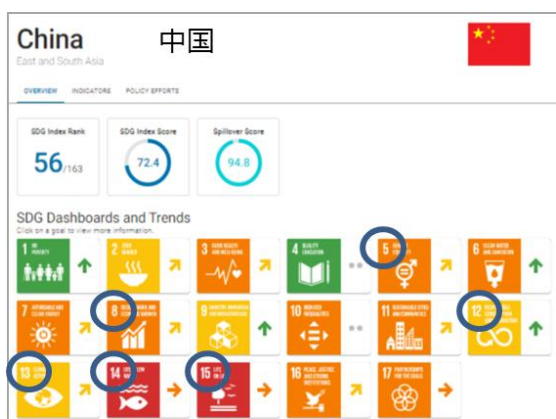 China 中国
East and South Asia
OVERVIEW INDICATORS POLICY EFFORTS
SDG Index Rank SDG Index Score Spillover Score
56/163 72.4 94.8
SDG Dashboards and Trends
Click on a goal to view more information.
1 NO POVERTY 2 ZERO HUNGER 3 GOOD HEALTH AND WELL-BEING 4 QUALITY EDUCATION 5 6 CLEAN WATER AND SANITATION
7 AFFORDABLE AND CLEAN ENERGY 8 9 10 REDUCED INEQUALITIES 11 SUSTAINABLE CITIES AND COMMUNITIES 12
13 14 15 LIFE 16 PEACE, JUSTICE AND STRONG INSTITUTIONS 17 PARTNERSHIPS FOR THE GOALS